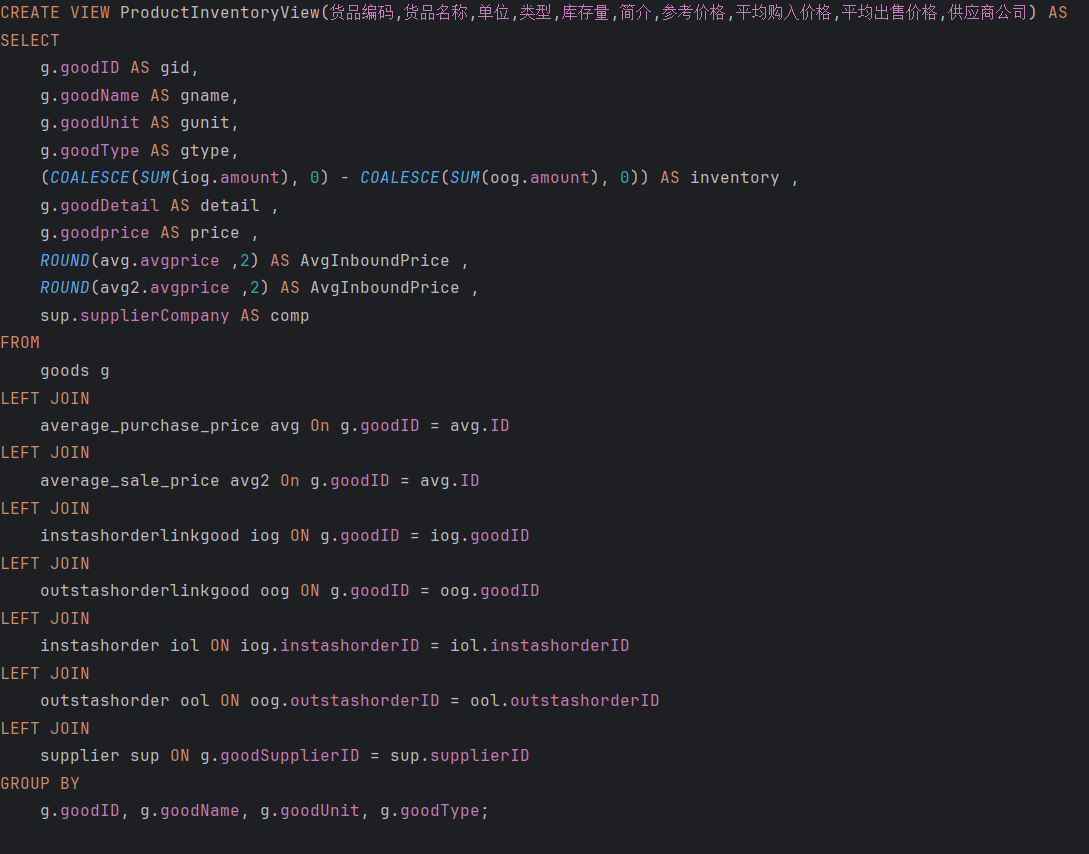 CREATE VIEW ProductInventoryView(货品编码,货品名称,单位,类型,库存量,简介,参考价格,平均购入价格,平均出售价格,供应商公司) AS
SELECT
    g.goodID AS gid,
    g.goodName AS gname,
    g.goodUnit AS gunit,
    g.goodType AS gtype,
    (COALESCE(SUM(iog.amount), 0) - COALESCE(SUM(oog.amount), 0)) AS inventory ,
    g.goodDetail AS detail ,
    g.goodprice AS price ,
    ROUND(avg.avgprice ,2) AS AvgInboundPrice ,
    ROUND(avg2.avgprice ,2) AS AvgInboundPrice ,
    sup.supplierCompany AS comp
FROM
    goods g
LEFT JOIN
    average_purchase_price avg On g.goodID = avg.ID
LEFT JOIN
    average_sale_price avg2 On g.goodID = avg.ID
LEFT JOIN
    instashorderlinkgood iog ON g.goodID = iog.goodID
LEFT JOIN
    outstashorderlinkgood oog ON g.goodID = oog.goodID
LEFT JOIN
    instashorder iol ON iog.instashorderID = iol.instashorderID
LEFT JOIN
    outstashorder ool ON oog.outstashorderID = ool.outstashorderID
LEFT JOIN
    supplier sup ON g.goodSupplierID = sup.supplierID
GROUP BY
    g.goodID, g.goodName, g.goodUnit, g.goodType;